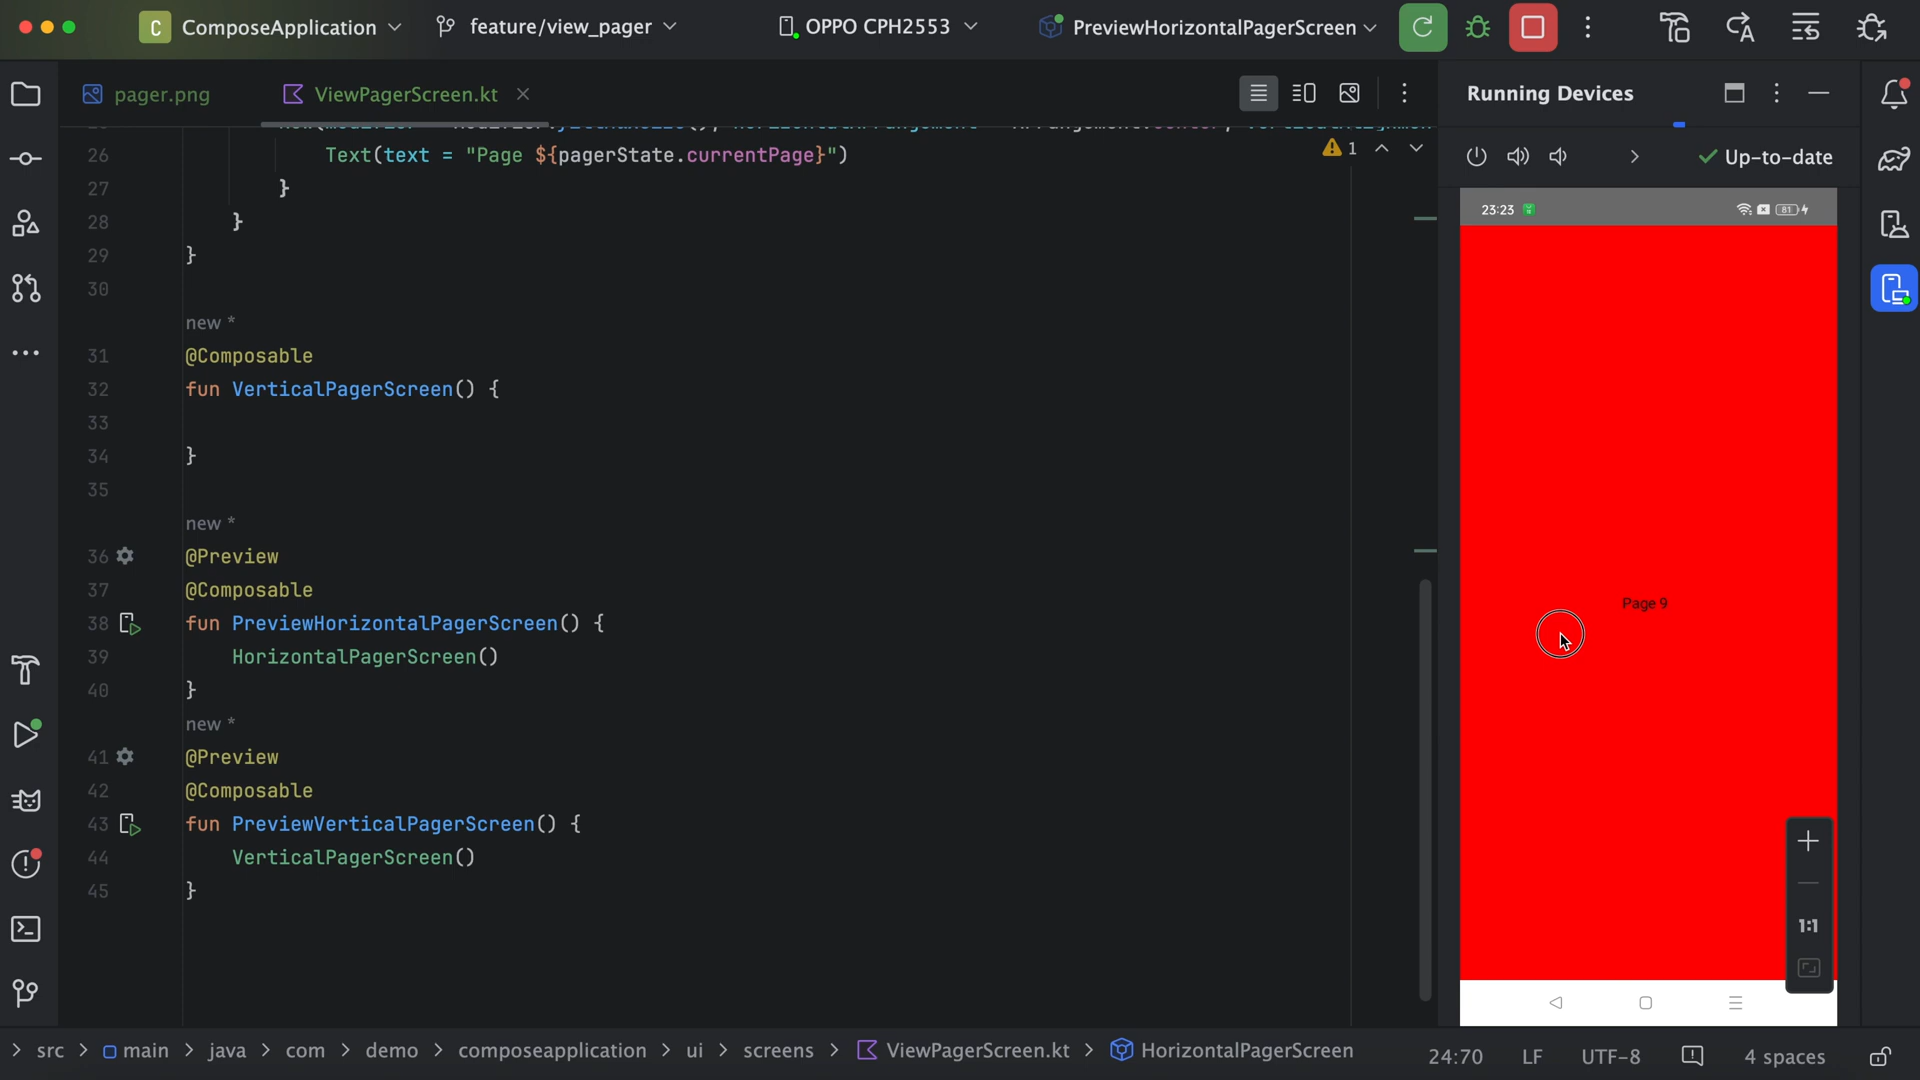 C ComposeApplication feature/view_pager OPPO CPH2553 PreviewHorizontalPagerScreen
pager.png ViewPagerScreen.kt
Running Devices
26 Text(text = "Page ${pagerState.currentPage}")
1
27 }
28 }
29 }
30
new *
31 @Composable
32 fun VerticalPagerScreen() {
33
34 }
35
new *
36 @Preview
37 @Composable
38 fun PreviewHorizontalPagerScreen() {
39 HorizontalPagerScreen()
40 }
new *
41 @Preview
42 @Composable
43 fun PreviewVerticalPagerScreen() {
44 VerticalPagerScreen()
45 }
Up-to-date
23:23 81
Page 9
1:1
src main java com demo composeapplication ui screens ViewPagerScreen.kt HorizontalPagerScreen
24:70 LF UTF-8 4 spaces